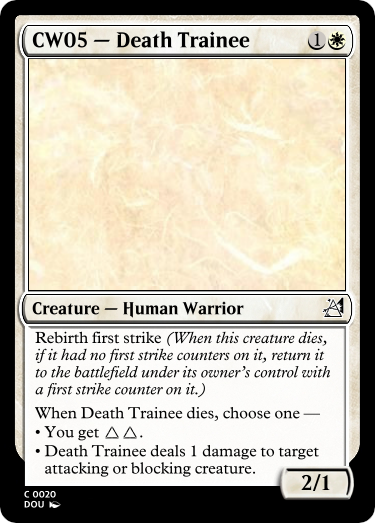 CW05 — Death Trainee 1
Creature — Human Warrior
Rebirth first strike (When this creature dies,
if it had no first strike counters on it, return it
to the battlefield under its owner's control with
a first strike counter on it.)
When Death Trainee dies, choose one —
• You get △ △.
• Death Trainee deals 1 damage to target
attacking or blocking creature.
2/1
C 0020
DOU